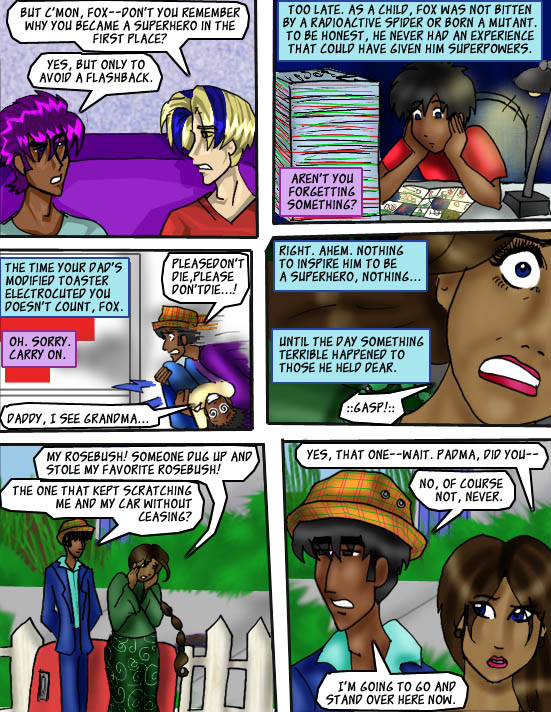 BUT C'MON, FOX--DON'T YOU REMEMBER
WHY YOU BECAME A SUPERHERO IN THE
FIRST PLACE?
YES, BUT ONLY TO
AVOID A FLASHBACK.
TOO LATE. AS A CHILD, FOX WAS NOT BITTEN
BY A RADIOACTIVE SPIDER OR BORN A MUTANT.
TO BE HONEST, HE NEVER HAD AN EXPERIENCE
THAT COULD HAVE GIVEN HIM SUPERPOWERS.
AREN'T YOU
FORGETTING
SOMETHING?
THE TIME YOUR DAD'S
MODIFIED TOASTER
ELECTROCUTED YOU
DOESN'T COUNT, FOX.
OH. SORRY.
CARRY ON.
PLEASEDON'T
DIE,PLEASE
DON'TDIE...!
DADDY, I SEE GRANDMA...
RIGHT. AHEM. NOTHING
TO INSPIRE HIM TO BE
A SUPERHERO, NOTHING...
UNTIL THE DAY SOMETHING
TERRIBLE HAPPENED TO
THOSE HE HELD DEAR.
::GASP!::
MY ROSEBUSH! SOMEONE DUG UP AND
STOLE MY FAVORITE ROSEBUSH!
THE ONE THAT KEPT SCRATCHING
ME AND MY CAR WITHOUT
CEASING?
YES, THAT ONE--WAIT. PADMA, DID YOU--
NO, OF COURSE
NOT, NEVER.
I'M GOING TO GO AND
STAND OVER HERE NOW.